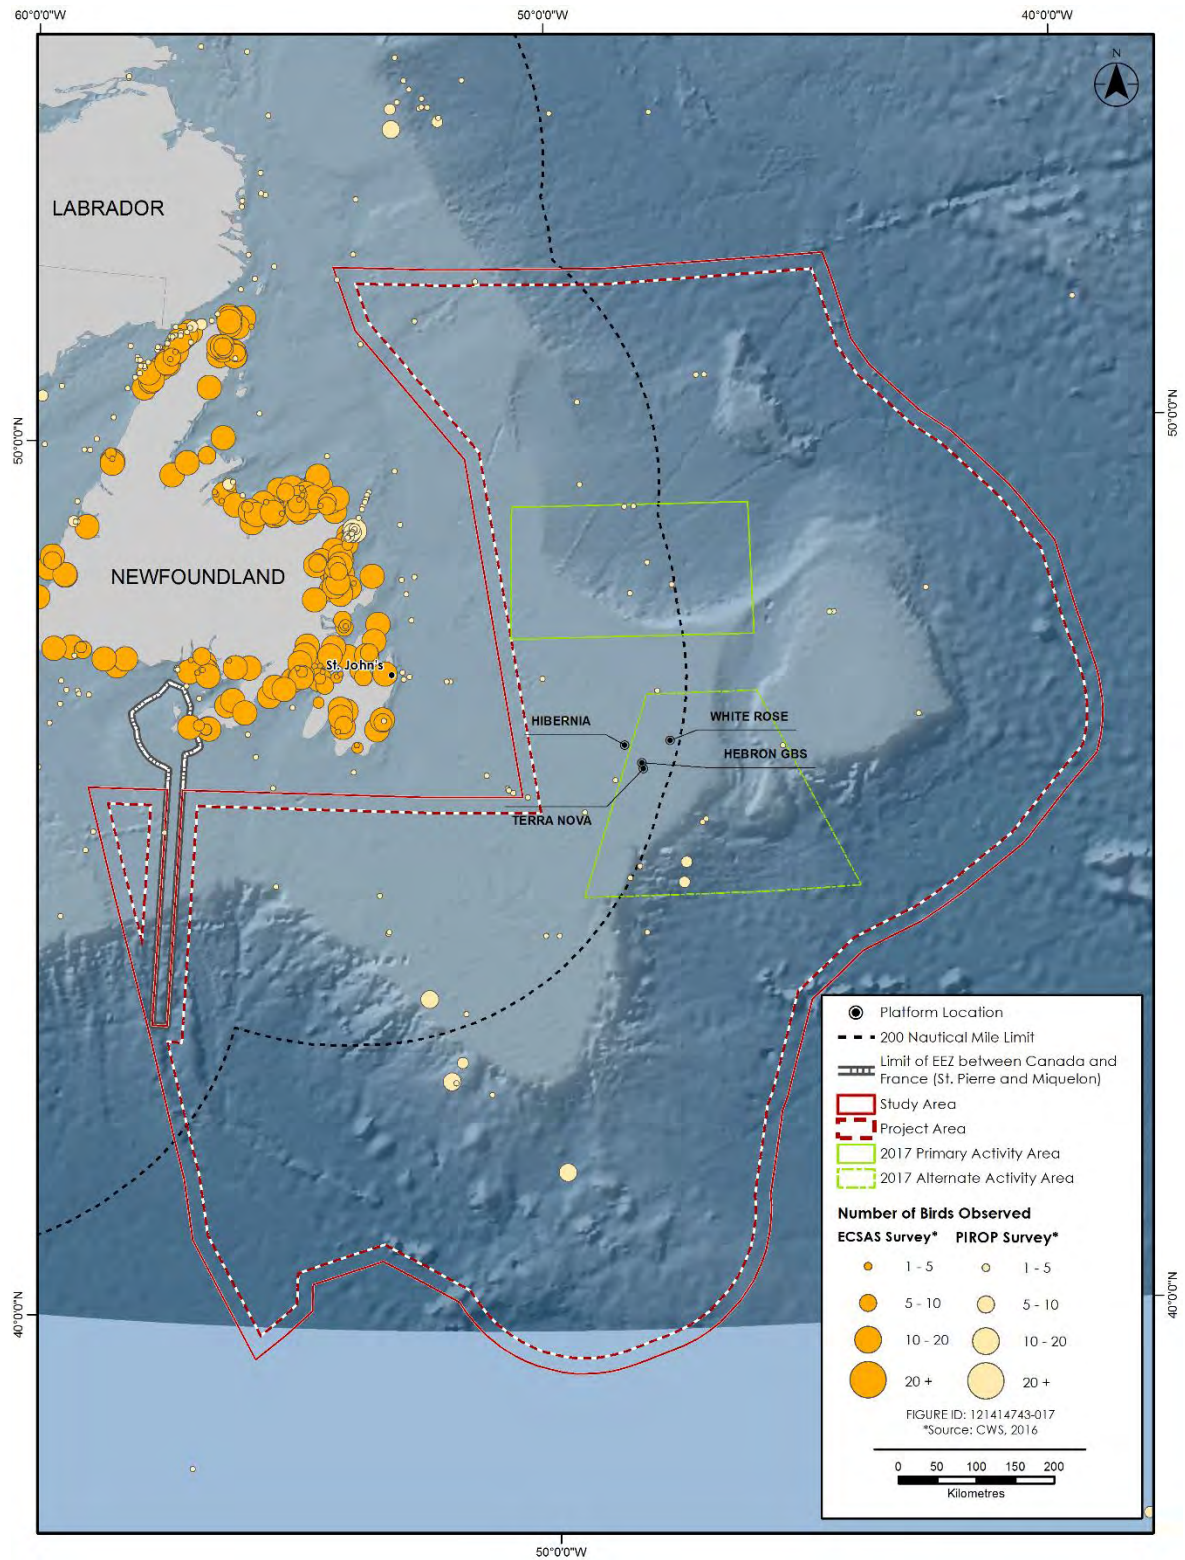 60°0'0"W 50°0'0"W 40°0'0"W
N
LABRADOR
50°0'0"N 50°0'0"N
NEWFOUNDLAND
St. John's
HIBERNIA
WHITE ROSE
HEBRON GBS
TERRA NOVA
Platform Location
200 Nautical Mile Limit
Limit of EEZ between Canada and
France (St. Pierre and Miquelon)
Study Area
Project Area
2017 Primary Activity Area
2017 Alternate Activity Area
Number of Birds Observed
ECSAS Survey* PIROP Survey*
1 - 5 1 - 5
5 - 10 5 - 10
10 - 20 10 - 20
20 + 20 +
40°0'0"N 40°0'0"N
FIGURE ID: 121414743-017
*Source: CWS, 2016
0 50 100 150 200
Kilometres
50°0'0"W